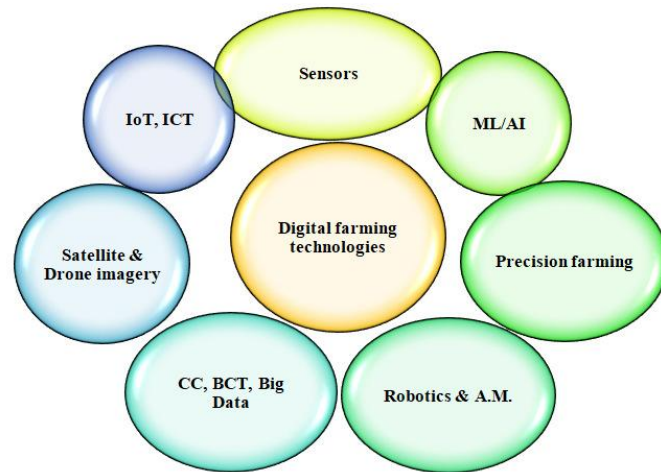 Sensors
IoT, ICT
ML/AI
Digital farming
technologies
Satellite &
Drone imagery
Precision farming
CC, BCT, Big
Data
Robotics & A.M.